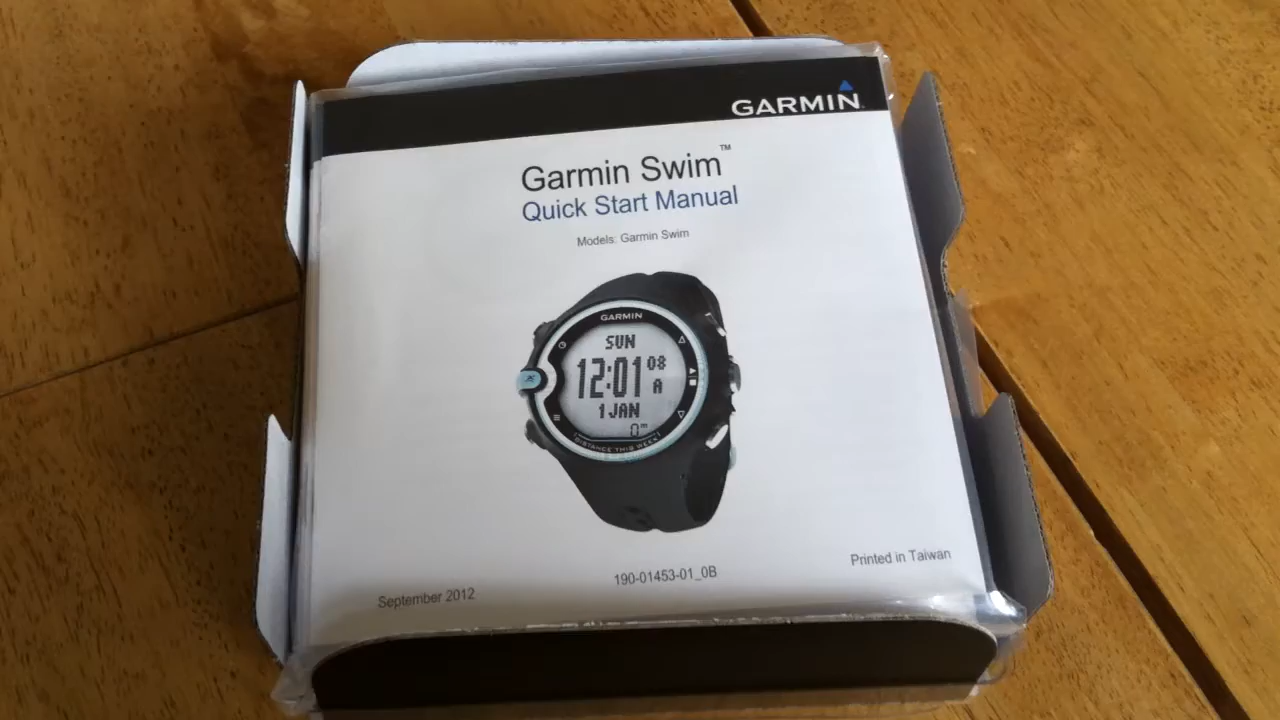 GARMIN
Garmin Swim™
Quick Start Manual
Models: Garmin Swim
GARMIN
SUN
12:01 08
A
1 JAN
0m
DISTANCE THIS WEEK
190-01453-01_0B
Printed in Taiwan
September 2012